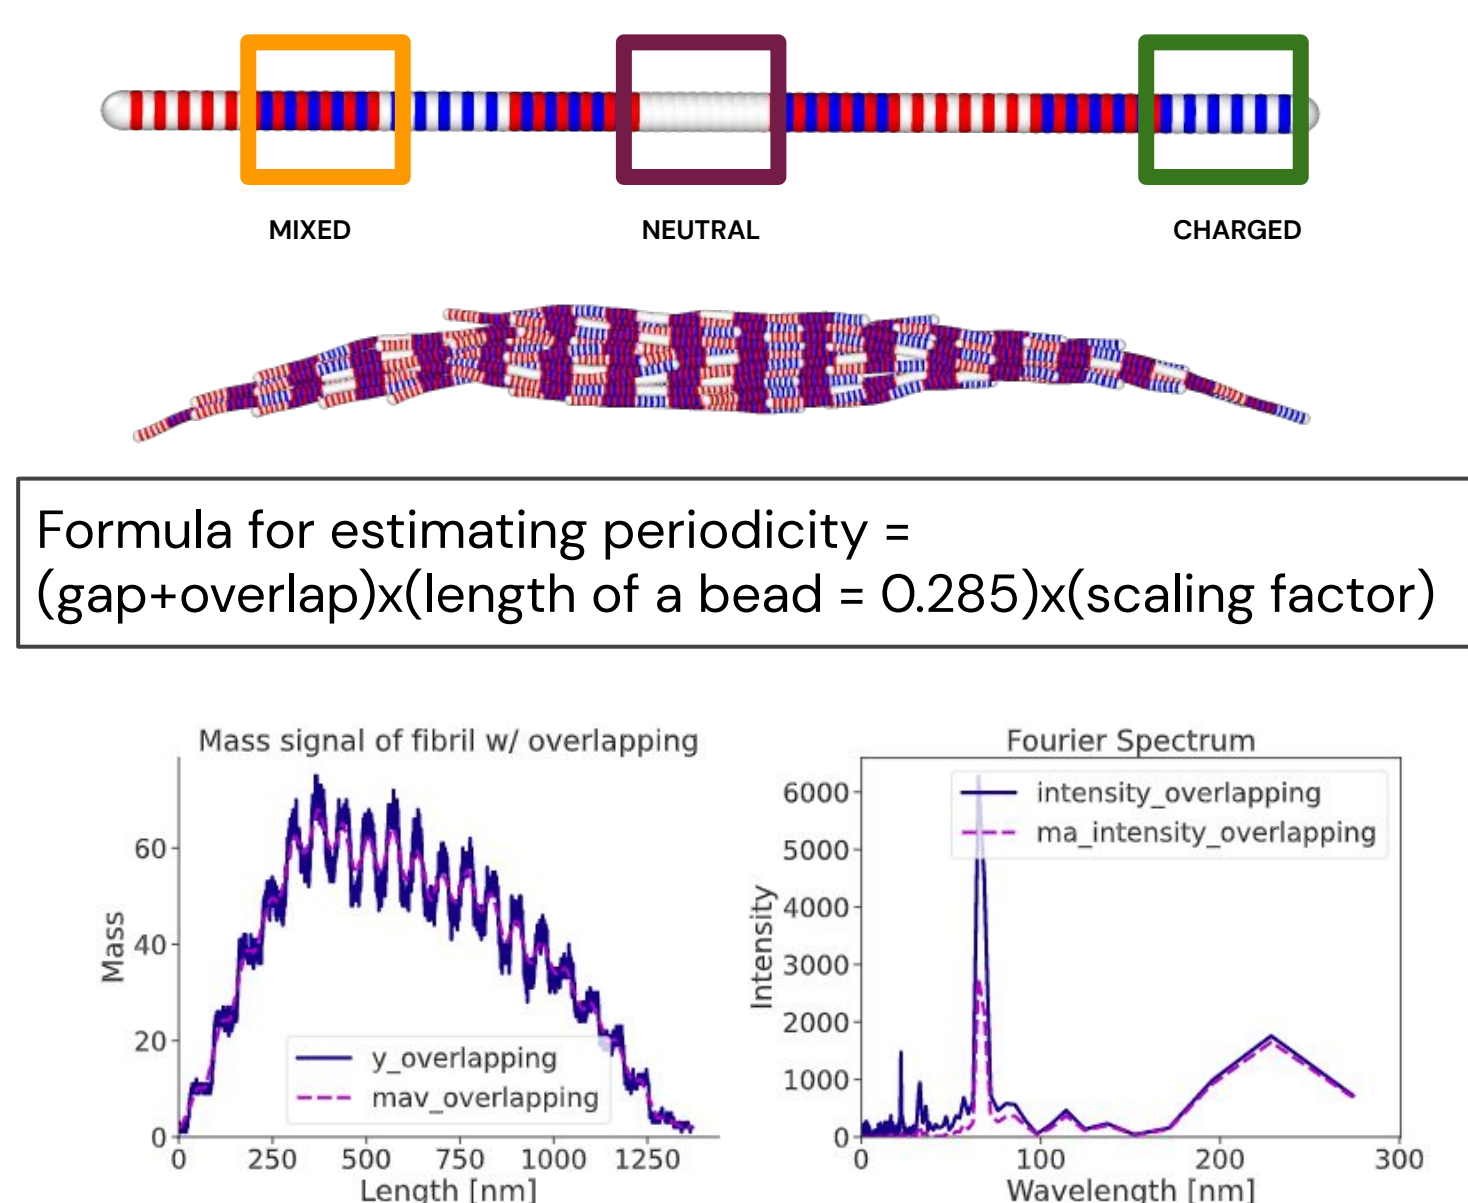 MIXED
NEUTRAL
CHARGED
Formula for estimating periodicity =
(gap+overlap)x(length of a bead = 0.285)x(scaling factor)
Mass signal of fibril w/ overlapping
Mass
60
40
20
0
y_overlapping
mav_overlapping
0 250 500 750 1000 1250
Length [nm]
Fourier Spectrum
Intensity
6000
5000
4000
3000
2000
1000
0
intensity_overlapping
ma_intensity_overlapping
0 100 200 300
Wavelength [nm]